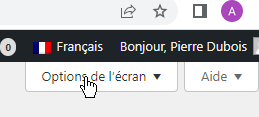 A
0 Français Bonjour, Pierre Dubois
Options de l'écran ▼ Aide ▼